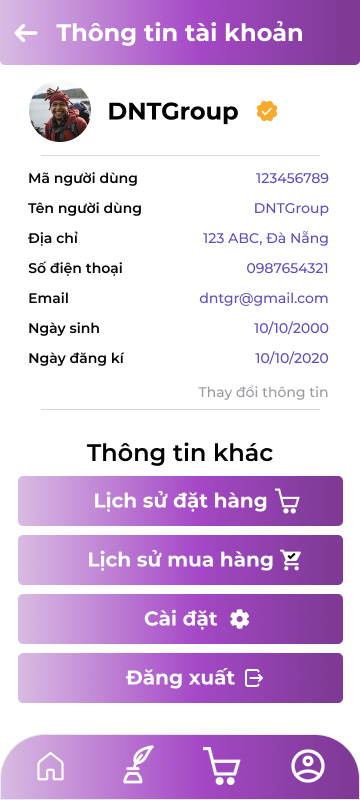 Thông tin tài khoản
DNTGroup
Mã người dùng 123456789
Tên người dùng DNTGroup
Địa chỉ 123 ABC, Đà Nẵng
Số điện thoại 0987654321
Email dntgr@gmail.com
Ngày sinh 10/10/2000
Ngày đăng kí 10/10/2020
Thay đổi thông tin
Thông tin khác
Lịch sử đặt hàng
Lịch sử mua hàng
Cài đặt
Đăng xuất